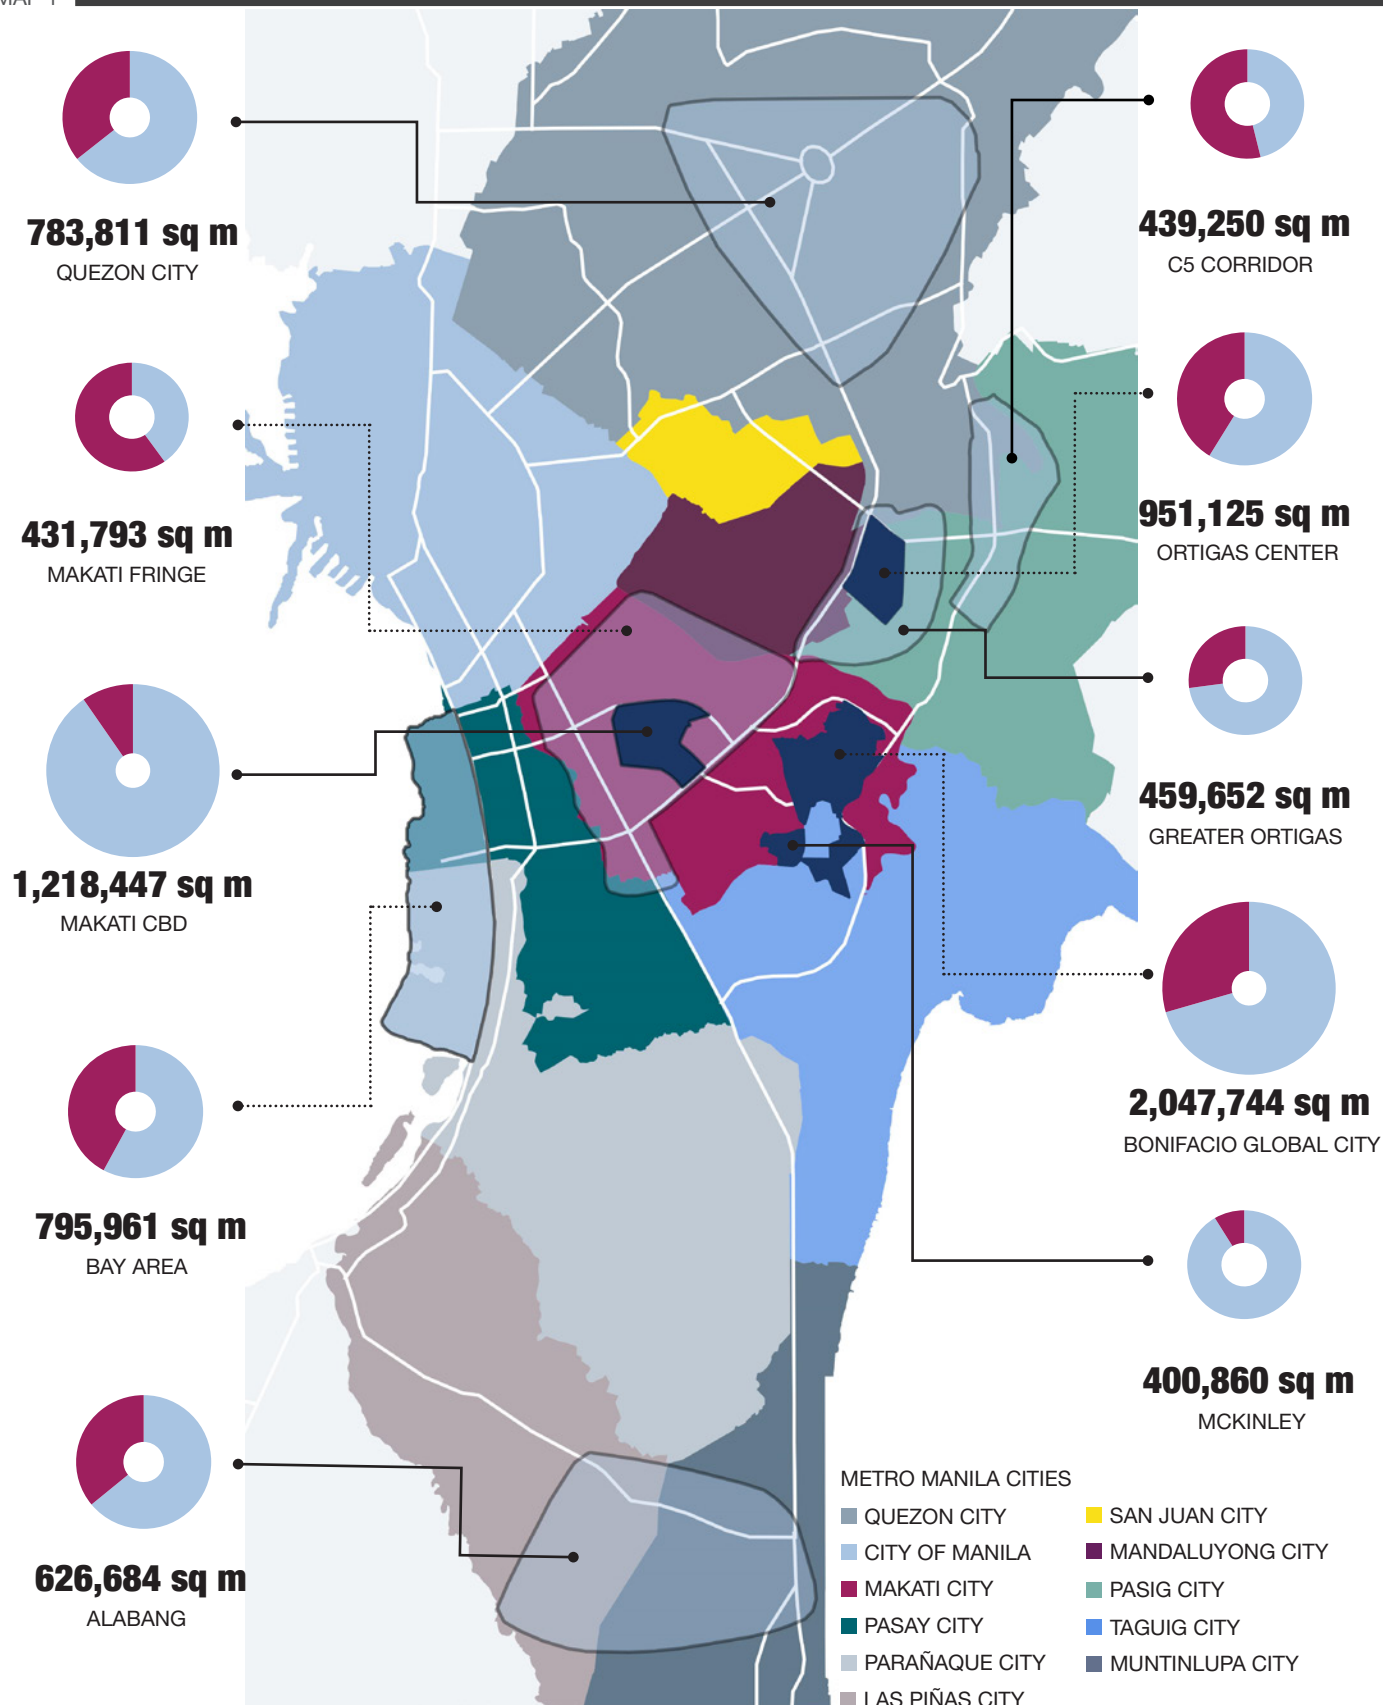 MAP 1
783,811 sq m
QUEZON CITY
431,793 sq m
MAKATI FRINGE
1,218,447 sq m
MAKATI CBD
795,961 sq m
BAY AREA
626,684 sq m
ALABANG
439,250 sq m
C5 CORRIDOR
951,125 sq m
ORTIGAS CENTER
459,652 sq m
GREATER ORTIGAS
2,047,744 sq m
BONIFACIO GLOBAL CITY
400,860 sq m
MCKINLEY
METRO MANILA CITIES
QUEZON CITY
CITY OF MANILA
MAKATI CITY
PASAY CITY
PARAÑAQUE CITY
LAS PIÑAS CITY
SAN JUAN CITY
MANDALUYONG CITY
PASIG CITY
TAGUIG CITY
MUNTINLUPA CITY